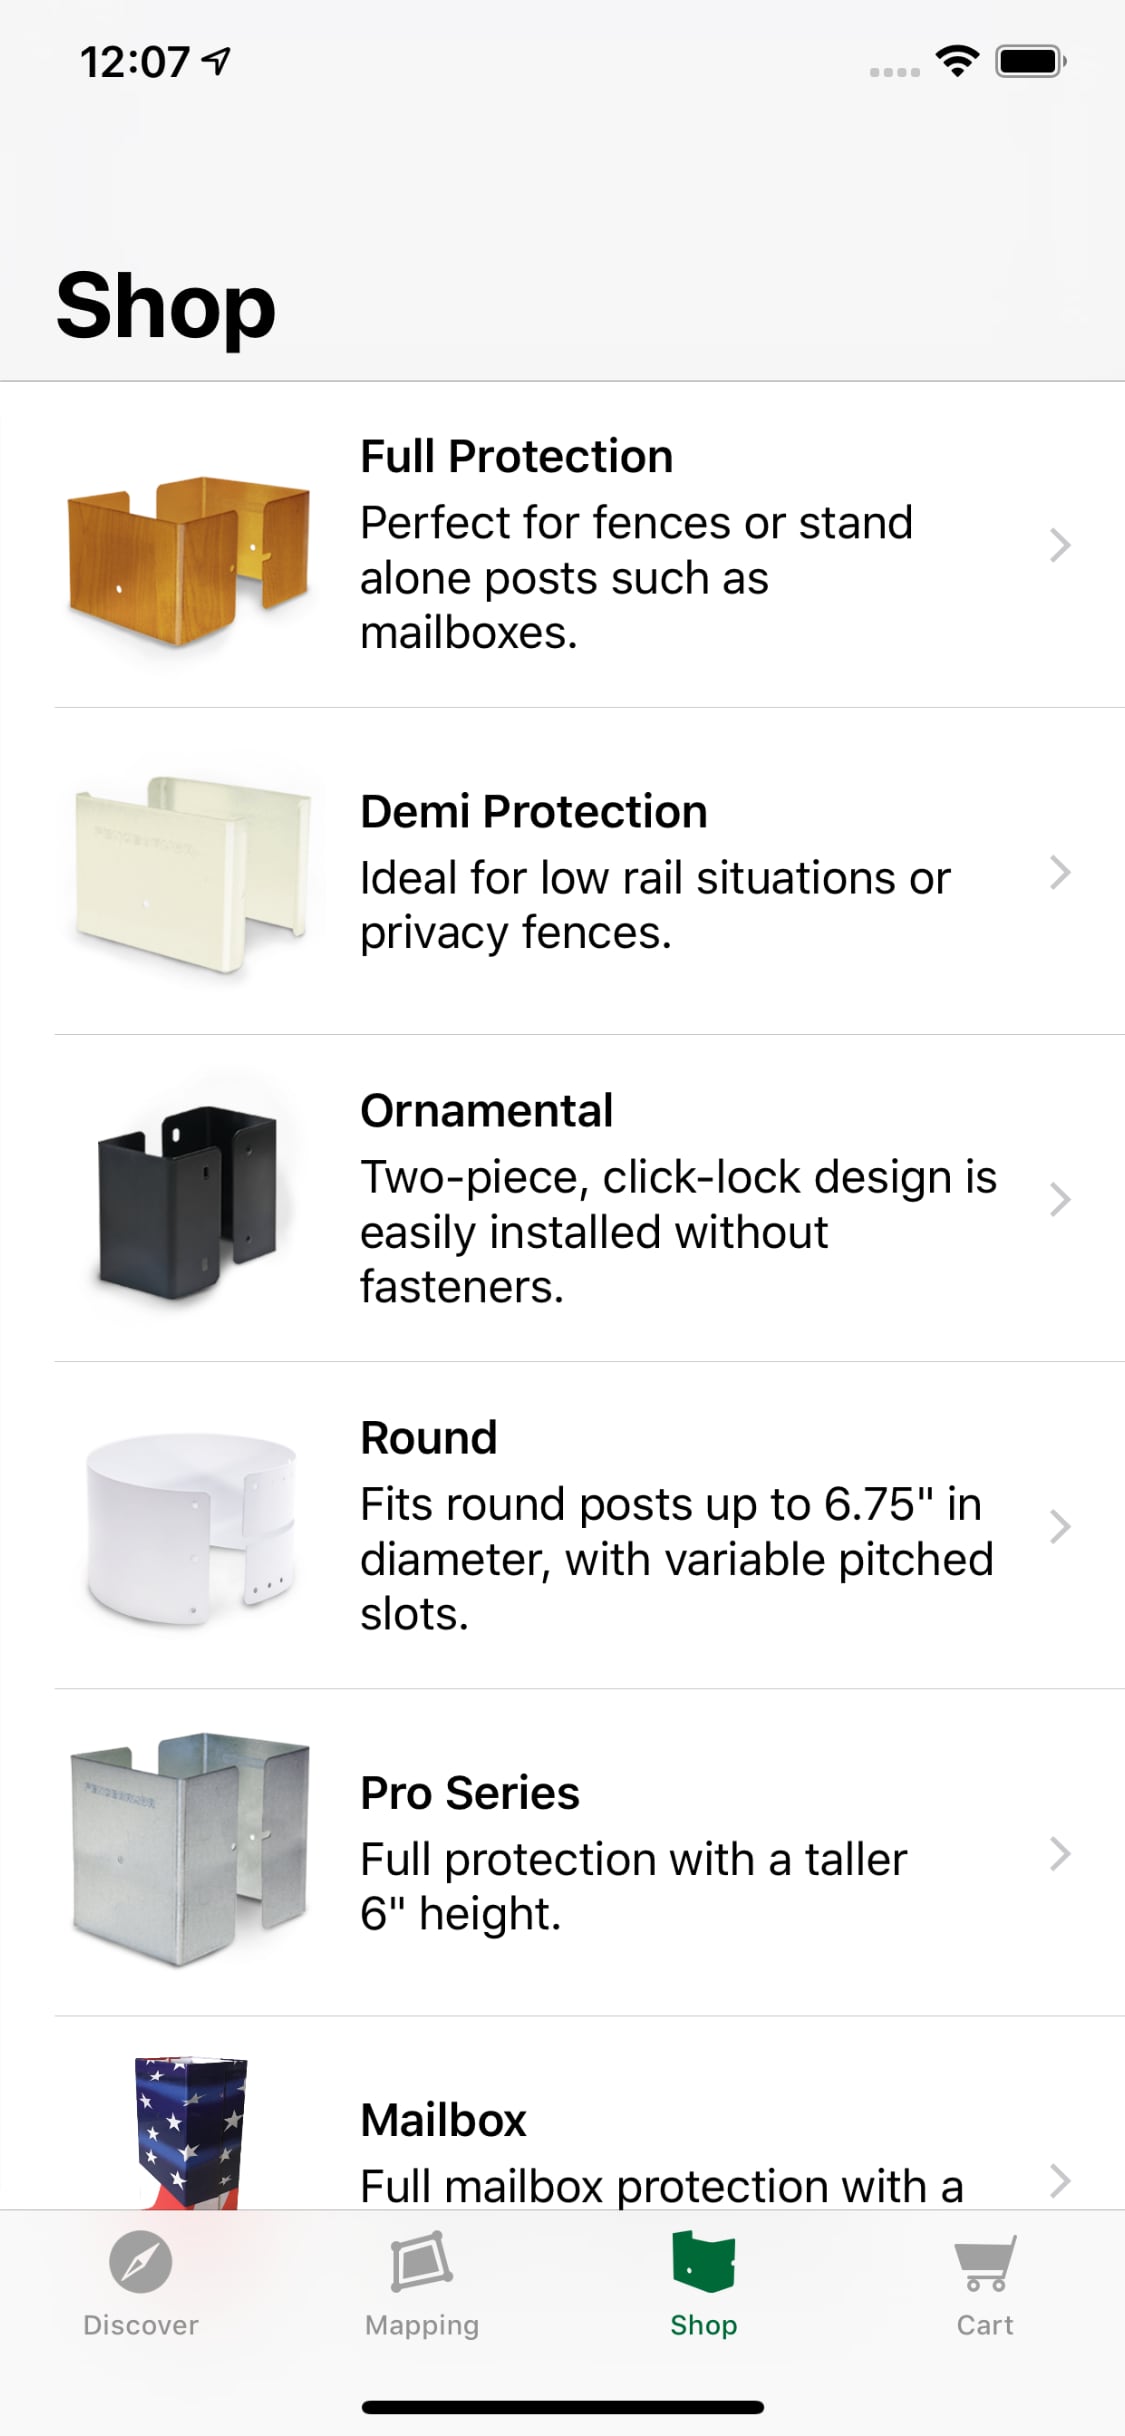 12:07
Shop
Full Protection
Perfect for fences or stand
alone posts such as
mailboxes.
Demi Protection
Ideal for low rail situations or
privacy fences.
Ornamental
Two-piece, click-lock design is
easily installed without
fasteners.
Round
Fits round posts up to 6.75" in
diameter, with variable pitched
slots.
FENCEARMOR
Pro Series
Full protection with a taller
6" height.
Mailbox
Full mailbox protection with a
Discover
Mapping
Shop
Cart